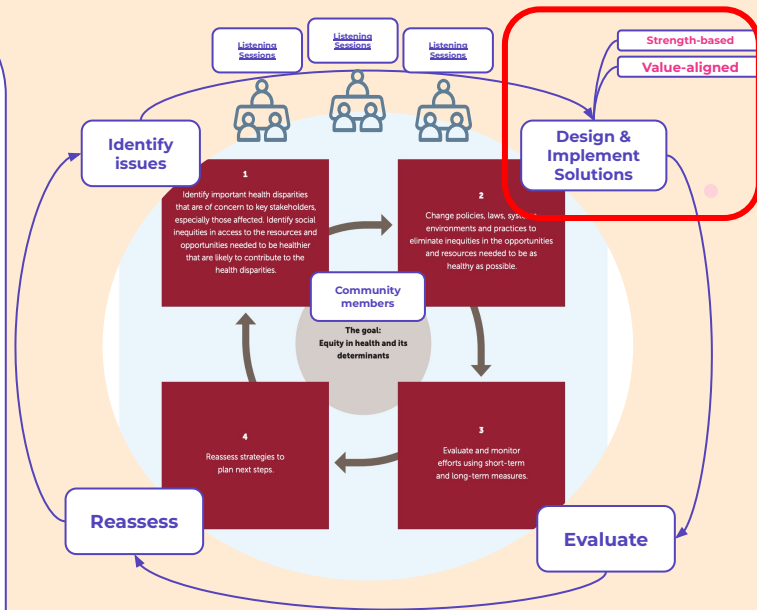 Listening
Sessions
Listening
Sessions
Listening
Sessions
Strength-based
Value-aligned
Identify
issues
Design &
Implement
Solutions
1
Identify important health disparities
that are of concern to key stakeholders,
especially those affected. Identify social
inequities in access to the resources and
opportunities needed to be healthier
that are likely to contribute to the
health disparities.
2
Change policies, laws, systems,
environments and practices to
eliminate inequities in the opportunities
and resources needed to be as
healthy as possible.
Community
members
The goal:
Equity in health and its
determinants
4
Reassess strategies to
plan next steps.
3
Evaluate and monitor
efforts using short-term
and long-term measures.
Reassess
Evaluate